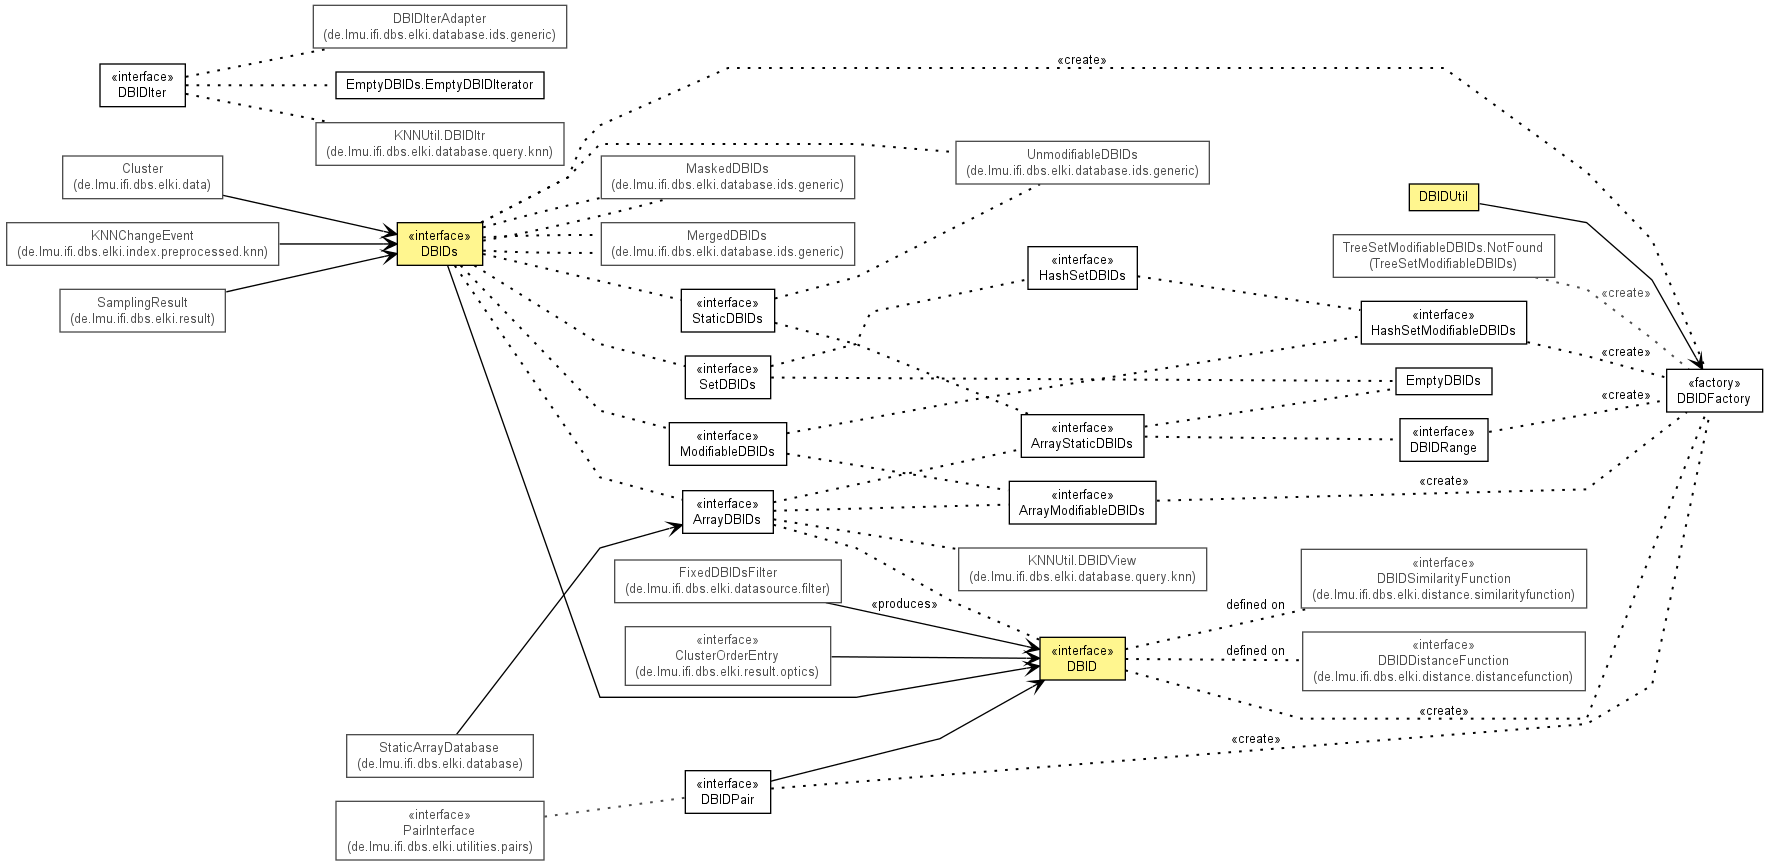 DBIDIterAdapter
(de.lmu.ifi.dbs.elki.database.ids.generic)
«interface»
DBIDIter
EmptyDBIDs.EmptyDBIDIterator
KNNUtil.DBIDItr
(de.lmu.ifi.dbs.elki.database.query.knn)
«create»
Cluster
(de.lmu.ifi.dbs.elki.data)
MaskedDBIDs
(de.lmu.ifi.dbs.elki.database.ids.generic)
UnmodifiableDBIDs
(de.lmu.ifi.dbs.elki.database.ids.generic)
DBIDUtil
KNNChangeEvent
(de.lmu.ifi.dbs.elki.index.preprocessed.knn)
«interface»
DBIDs
MergedDBIDs
(de.lmu.ifi.dbs.elki.database.ids.generic)
«interface»
HashSetDBIDs
TreeSetModifiableDBIDs.NotFound
(TreeSetModifiableDBIDs)
«create»
SamplingResult
(de.lmu.ifi.dbs.elki.result)
«interface»
StaticDBIDs
«interface»
HashSetModifiableDBIDs
«create»
«interface»
SetDBIDs
EmptyDBIDs
«factory»
DBIDFactory
«create»
«interface»
ModifiableDBIDs
«interface»
ArrayStaticDBIDs
«interface»
DBIDRange
«interface»
ArrayDBIDs
«interface»
ArrayModifiableDBIDs
«create»
KNNUtil.DBIDView
(de.lmu.ifi.dbs.elki.database.query.knn)
FixedDBIDsFilter
(de.lmu.ifi.dbs.elki.datasource.filter)
«produces»
«interface»
DBIDSimilarityFunction
(de.lmu.ifi.dbs.elki.distance.similarityfunction)
defined on
«interface»
ClusterOrderEntry
(de.lmu.ifi.dbs.elki.result.optics)
«interface»
DBID
defined on
«interface»
DBIDDistanceFunction
(de.lmu.ifi.dbs.elki.distance.distancefunction)
«create»
«create»
StaticArrayDatabase
(de.lmu.ifi.dbs.elki.database)
«interface»
DBIDPair
«interface»
PairInterface
(de.lmu.ifi.dbs.elki.utilities.pairs)